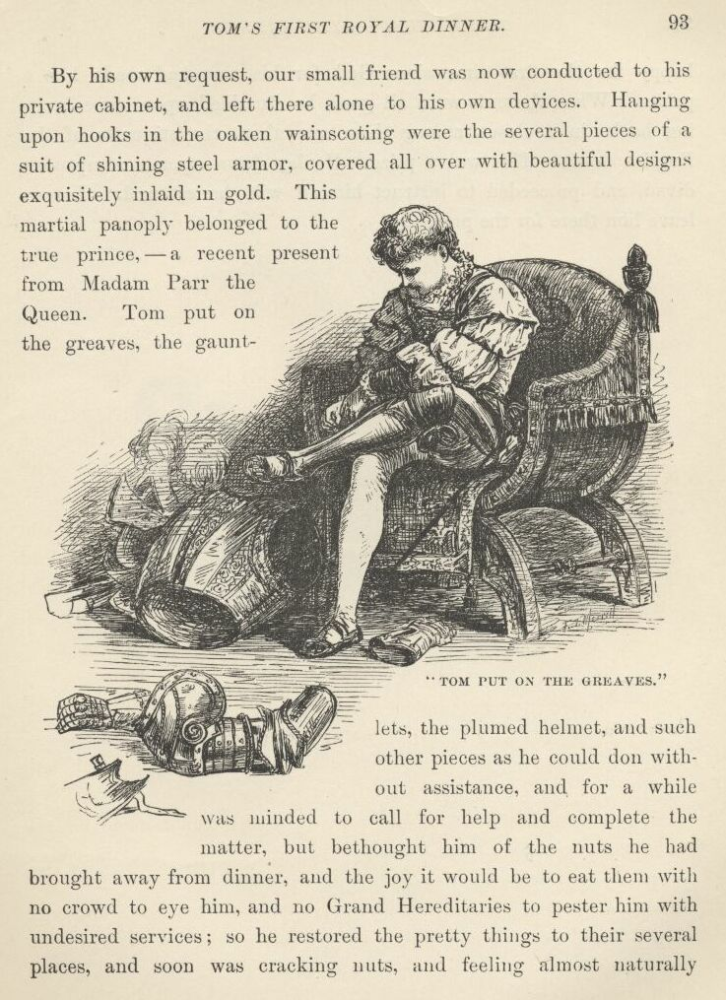 TOM'S FIRST ROYAL DINNER. 93
By his own request, our small friend was now conducted to his
private cabinet, and left there alone to his own devices. Hanging
upon hooks in the oaken wainscoting were the several pieces of a
suit of shining steel armor, covered all over with beautiful designs
exquisitely inlaid in gold. This
martial panoply belonged to the
true prince, — a recent present
from Madam Parr the
Queen. Tom put on
the greaves, the gaunt-
"TOM PUT ON THE GREAVES."
lets, the plumed helmet, and such
other pieces as he could don with-
out assistance, and for a while
was minded to call for help and complete the
matter, but bethought him of the nuts he had
brought away from dinner, and the joy it would be to eat them with
no crowd to eye him, and no Grand Hereditaries to pester him with
undesired services; so he restored the pretty things to their several
places, and soon was cracking nuts, and feeling almost naturally